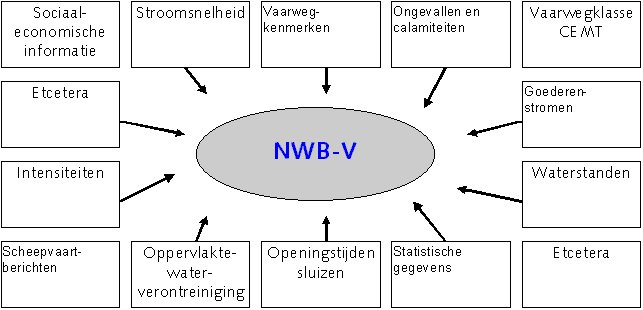 Sociaal-
economische
informatie
Stroomsnelheid
Vaarweg-
kenmerken
Ongevallen en
calamiteiten
Vaarwegklasse
CEMT
Etcetera
Goederen-
stromen
NWB-V
Intensiteiten
Waterstanden
Scheepvaart-
berichten
Oppervlakte-
water-
verontreiniging
Openingstijden
sluizen
Statistische
gegevens
Etcetera